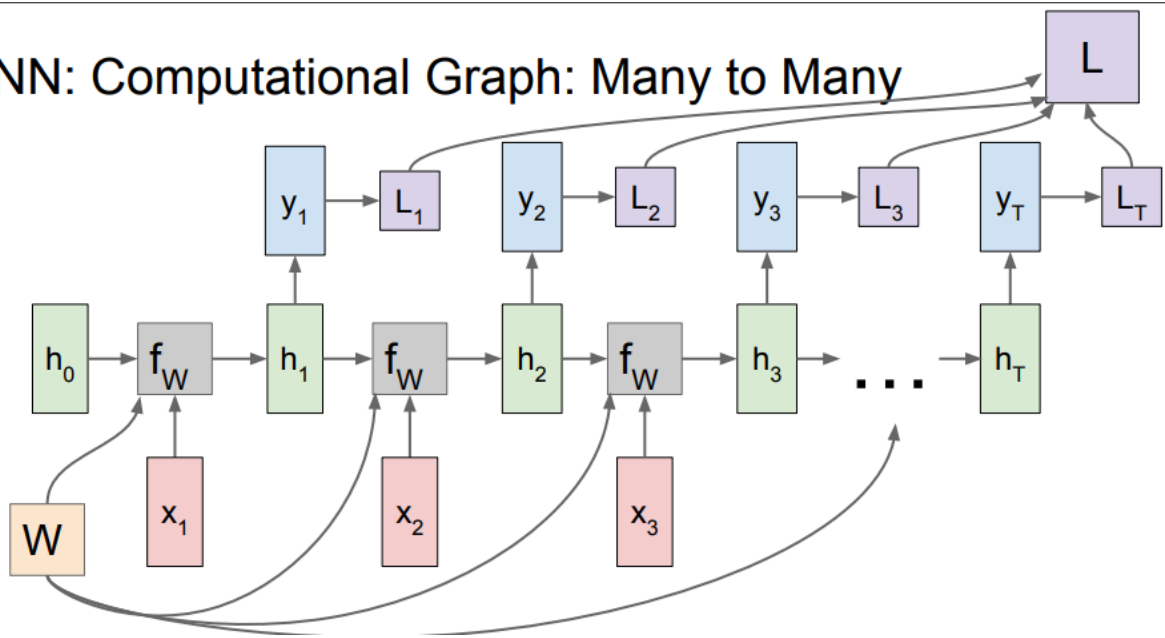 NN: Computational Graph: Many to Many
L
y1
L1
y2
L2
y3
L3
yT
LT
h0
fW
h1
fW
h2
fW
h3
...
hT
x1
x2
x3
W